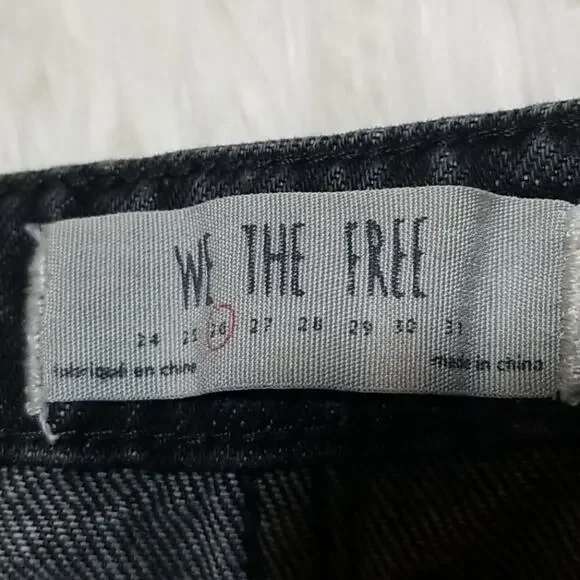 WE THE FREE
24 25 26 27 28 29 30 31
fabriqué en chine made in china